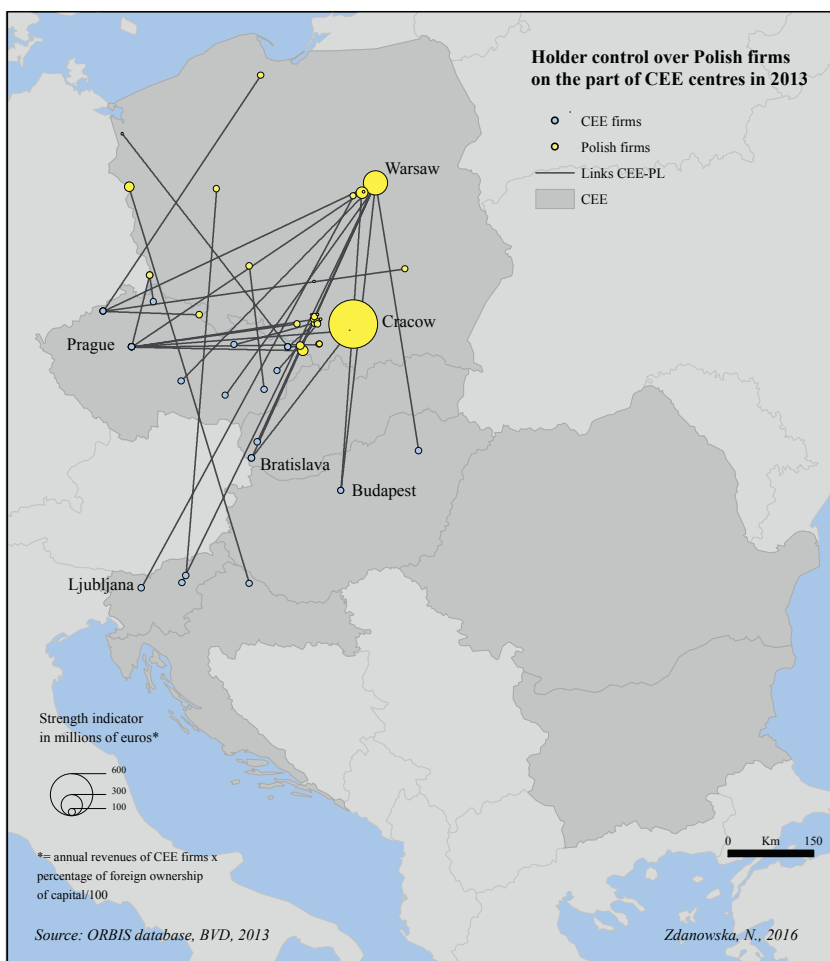 Holder control over Polish firms
on the part of CEE centres in 2013
CEE firms
Polish firms
Links CEE-PL
CEE
Warsaw
Cracow
Prague
Bratislava
Budapest
Ljubljana
Strength indicator
in millions of euros*
600
300
100
*= annual revenues of CEE firms x
percentage of foreign ownership
of capital/100
0 Km 150
Source: ORBIS database, BVD, 2013
Zdanowska, N., 2016